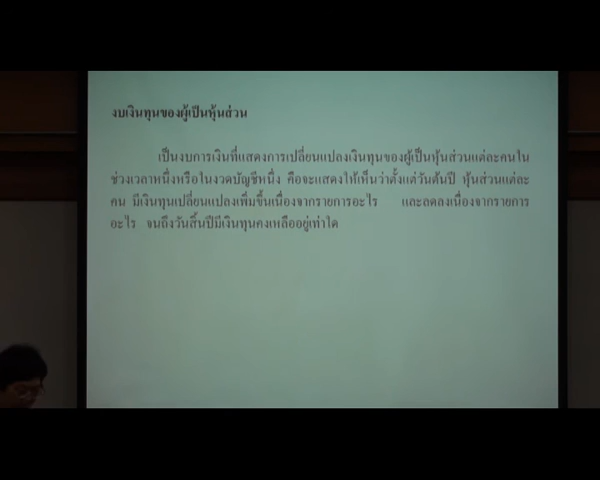 งบเงินทุนของผู้เป็นหุ้นส่วน
เป็นงบการเงินที่แสดงการเปลี่ยนแปลงเงินทุนของผู้เป็นหุ้นส่วนแต่ละคนใน
ช่วงเวลาหนึ่งหรือในงวดบัญชีหนึ่ง คือจะแสดงให้เห็นว่าตั้งแต่วันต้นปี หุ้นส่วนแต่ละ
คน มีเงินทุนเปลี่ยนแปลงเพิ่มขึ้นเนื่องจากรายการอะไร และลดลงเนื่องจากรายการ
อะไร จนถึงวันสิ้นปีมีเงินทุนคงเหลืออยู่เท่าใด